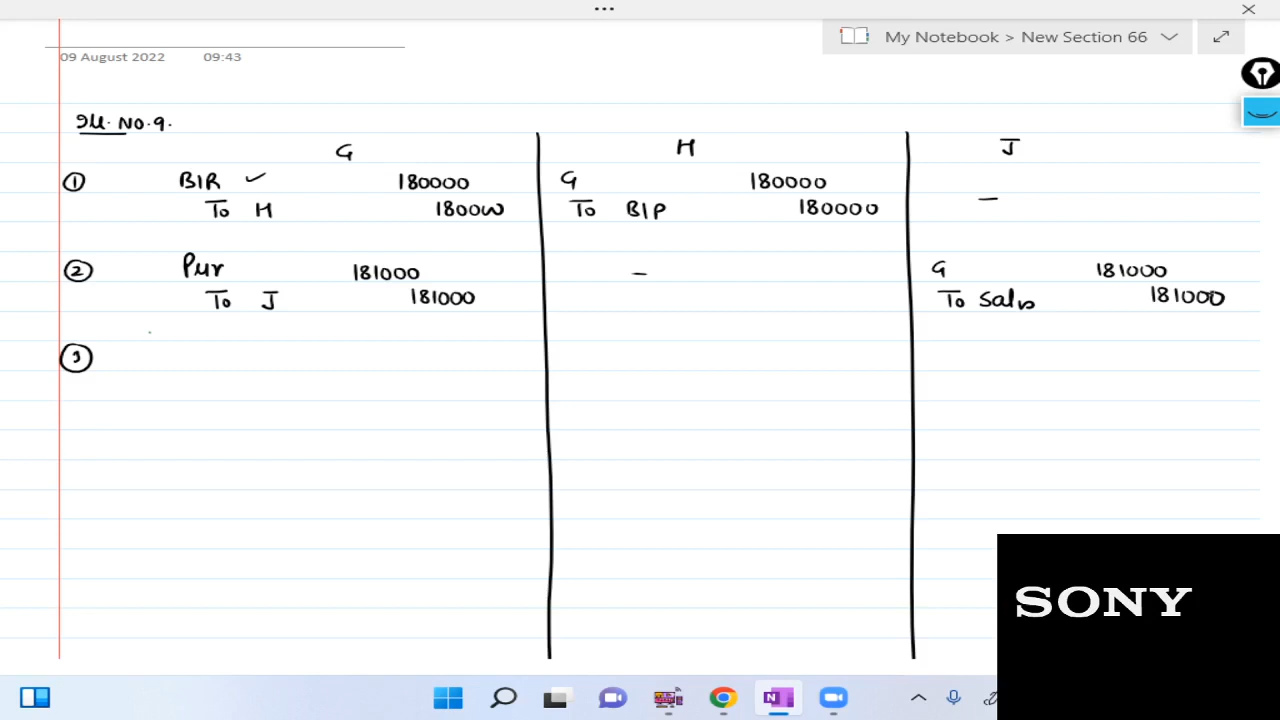 My Notebook > New Section 66
09 August 2022 09:43
Ill. No. 9.
G H J
① B/R ✓ 180000 G 180000
To H 180000 To B/P 180000 —
② Pur 181000 — G 181000
To J 181000 To Sales 181000
③
SONY